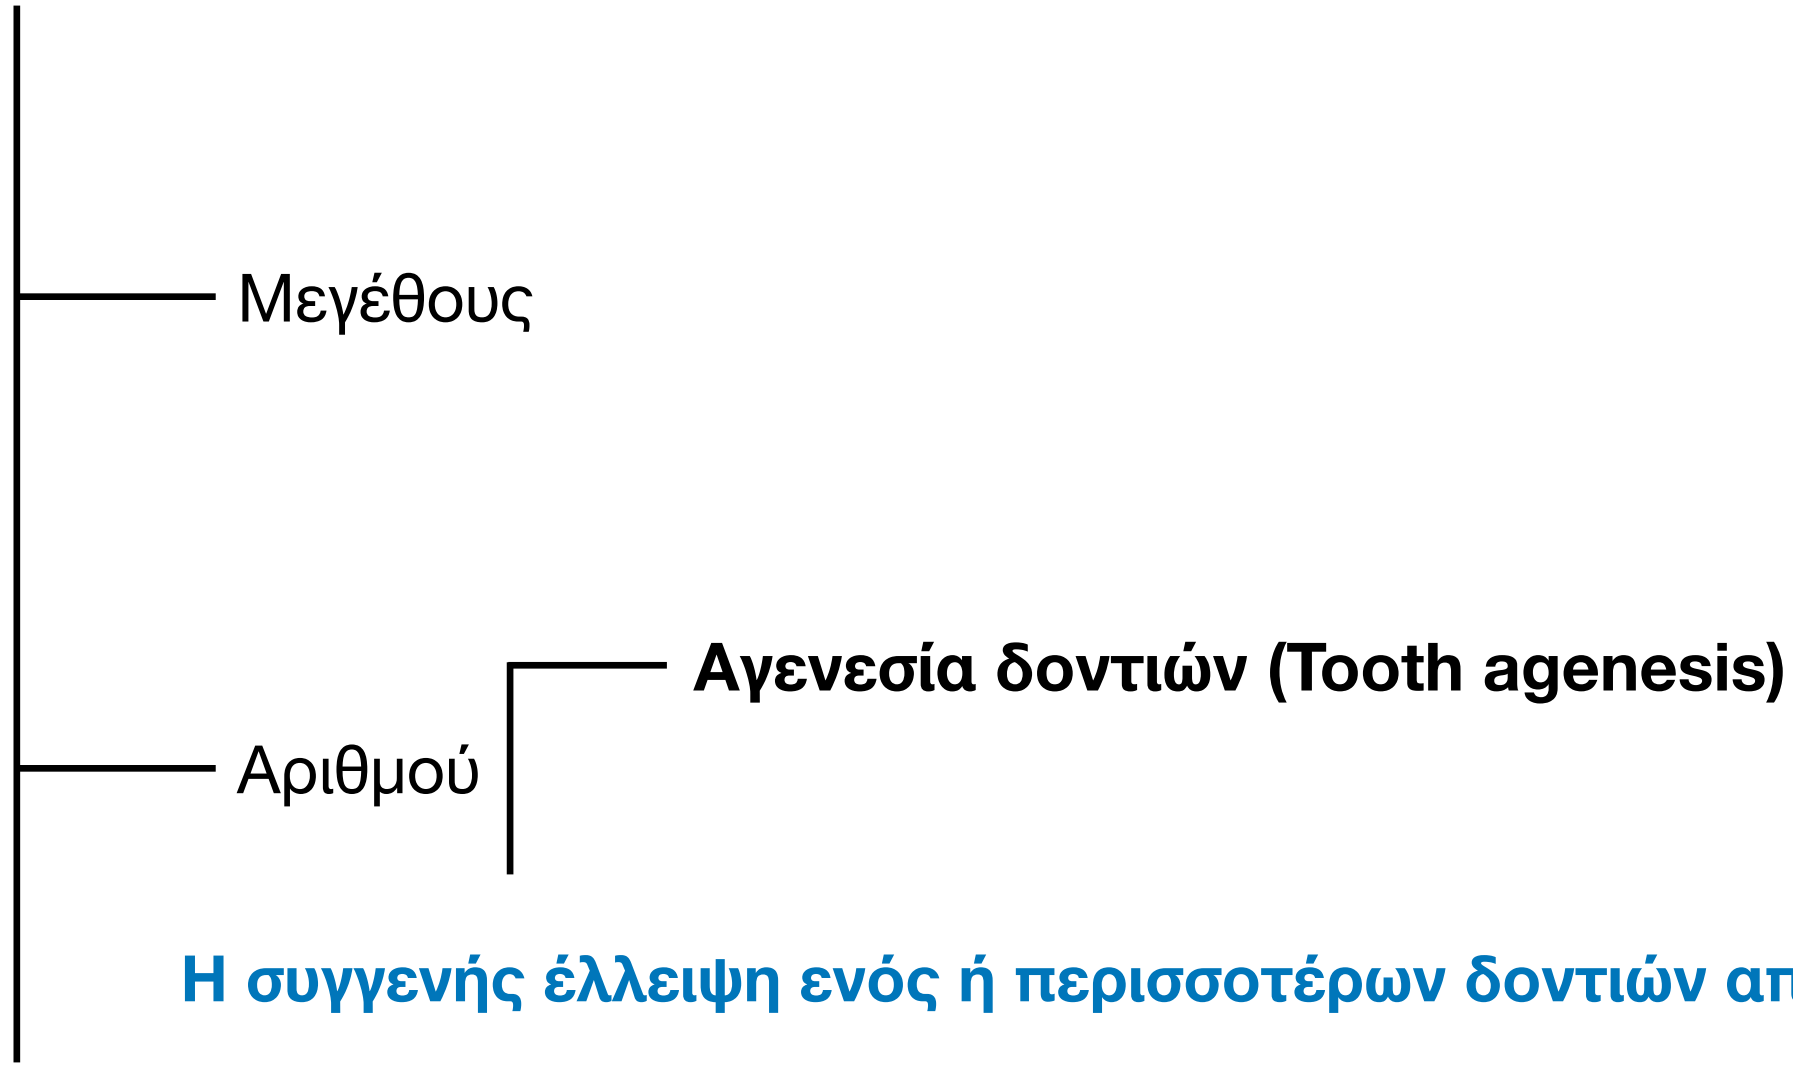 Μεγέθους
Αγενεσία δοντιών (Tooth agenesis)
Αριθμού
Η συγγενής έλλειψη ενός ή περισσοτέρων δοντιών